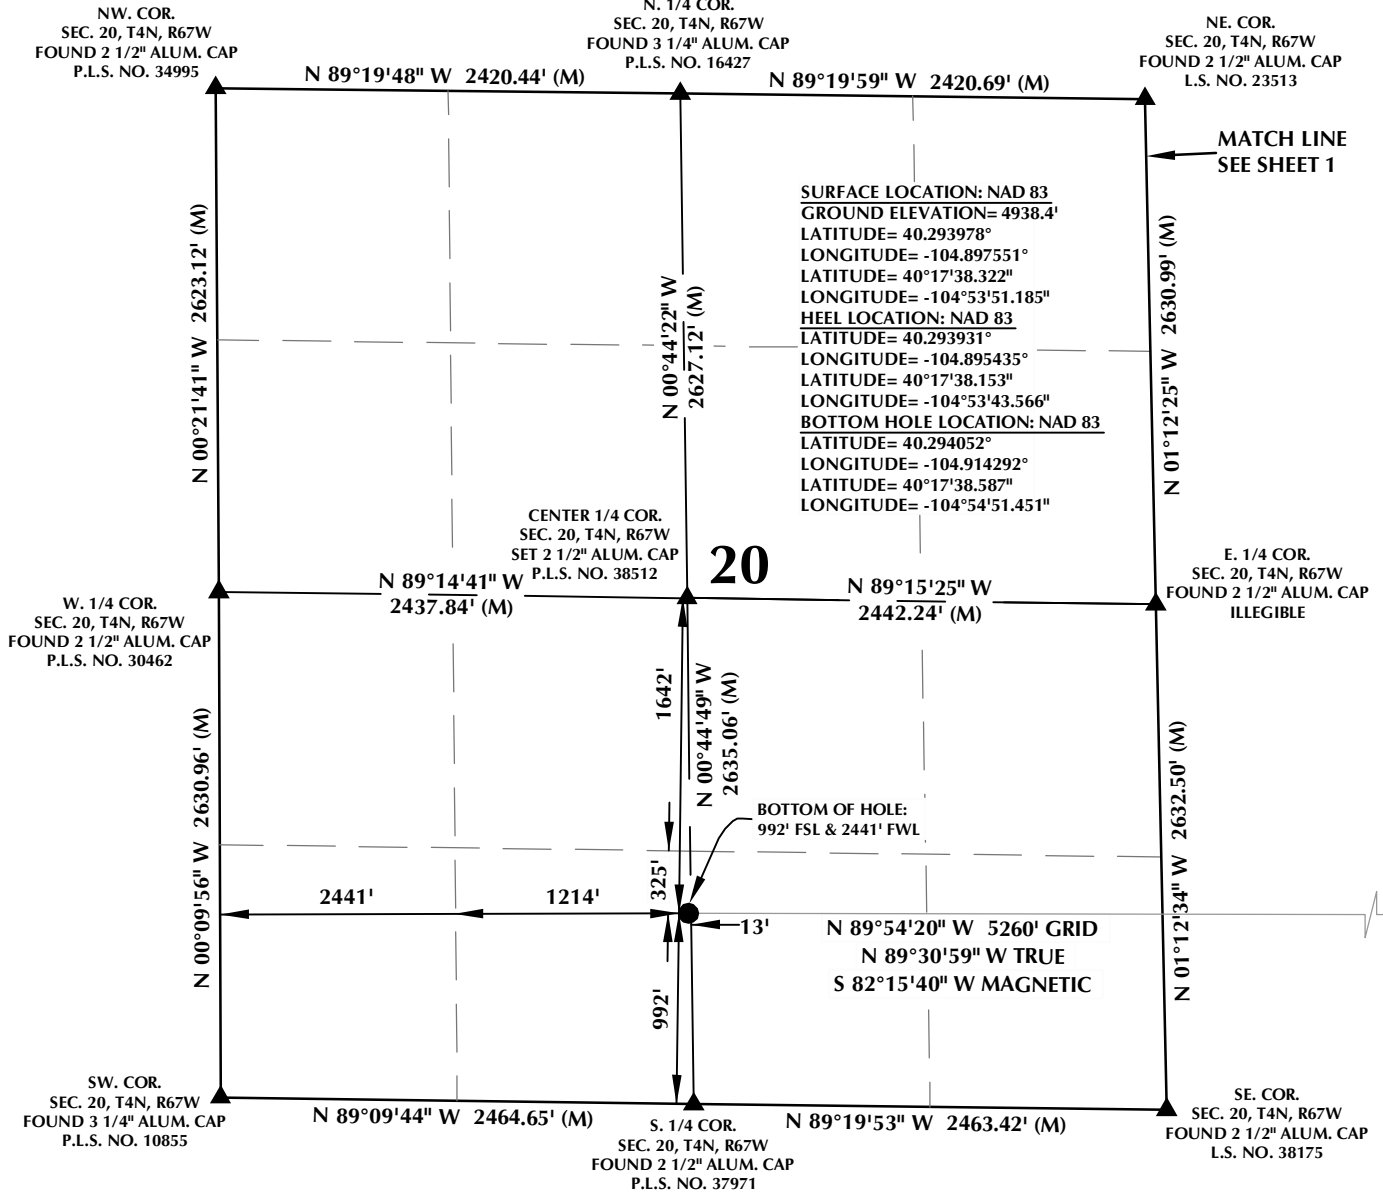 NW. COR.
SEC. 20, T4N, R67W
FOUND 2 1/2" ALUM. CAP
P.L.S. NO. 34995
N. 1/4 COR.
SEC. 20, T4N, R67W
FOUND 3 1/4" ALUM. CAP
P.L.S. NO. 16427
NE. COR.
SEC. 20, T4N, R67W
FOUND 2 1/2" ALUM. CAP
L.S. NO. 23513
N 89°19'48" W 2420.44' (M)
N 89°19'59" W 2420.69' (M)
MATCH LINE
SEE SHEET 1
SURFACE LOCATION: NAD 83
GROUND ELEVATION= 4938.4'
LATITUDE= 40.293978°
LONGITUDE= -104.897551°
LATITUDE= 40°17'38.322"
LONGITUDE= -104°53'51.185"
HEEL LOCATION: NAD 83
LATITUDE= 40.293931°
LONGITUDE= -104.895435°
LATITUDE= 40°17'38.153"
LONGITUDE= -104°53'43.566"
BOTTOM HOLE LOCATION: NAD 83
LATITUDE= 40.294052°
LONGITUDE= -104.914292°
LATITUDE= 40°17'38.587"
LONGITUDE= -104°54'51.451"
N 00°21'41" W 2623.12' (M)
N 00°44'22" W
2627.12' (M)
N 01°12'25" W 2630.99' (M)
CENTER 1/4 COR.
SEC. 20, T4N, R67W
SET 2 1/2" ALUM. CAP
P.L.S. NO. 38512
20
E. 1/4 COR.
SEC. 20, T4N, R67W
FOUND 2 1/2" ALUM. CAP
ILLEGIBLE
N 89°14'41" W
2437.84' (M)
N 89°15'25" W
2442.24' (M)
W. 1/4 COR.
SEC. 20, T4N, R67W
FOUND 2 1/2" ALUM. CAP
P.L.S. NO. 30462
1642'
N 00°44'49" W
2635.06' (M)
N 00°09'56" W 2630.96' (M)
N 01°12'34" W 2632.50' (M)
BOTTOM OF HOLE:
992' FSL & 2441' FWL
325'
2441'
1214'
13'
N 89°54'20" W 5260' GRID
N 89°30'59" W TRUE
S 82°15'40" W MAGNETIC
992'
SW. COR.
SEC. 20, T4N, R67W
FOUND 3 1/4" ALUM. CAP
P.L.S. NO. 10855
N 89°09'44" W 2464.65' (M)
S. 1/4 COR.
SEC. 20, T4N, R67W
FOUND 2 1/2" ALUM. CAP
P.L.S. NO. 37971
N 89°19'53" W 2463.42' (M)
SE. COR.
SEC. 20, T4N, R67W
FOUND 2 1/2" ALUM. CAP
L.S. NO. 38175